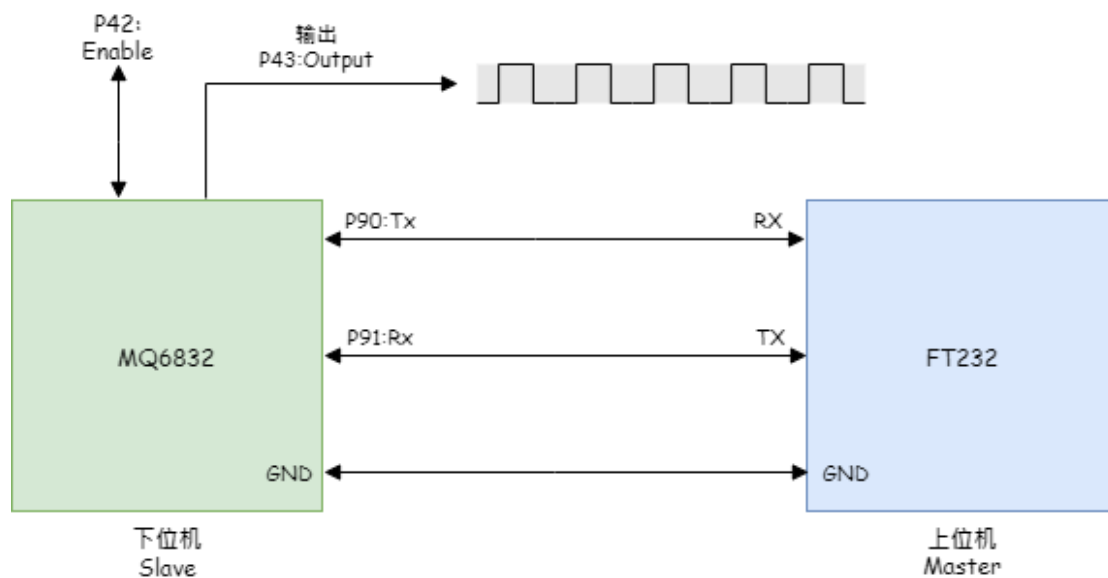 P42:
Enable
输出
P43:Output
P90:Tx
RX
P91:Rx
TX
MQ6832
FT232
GND
GND
下位机
Slave
上位机
Master